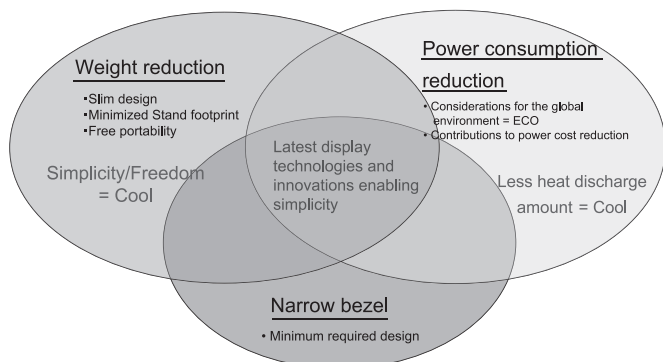 Weight reduction
▪Slim design
▪Minimized Stand footprint
▪Free portability
Simplicity/Freedom
= Cool
Power consumption
reduction
• Considerations for the global
environment = ECO
• Contributions to power cost reduction
Less heat discharge
amount = Cool
Latest display
technologies and
innovations enabling
simplicity
Narrow bezel
• Minimum required design